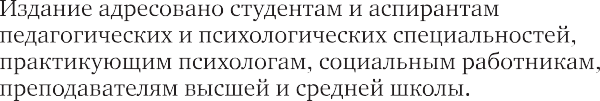 Издание адресовано студентам и аспирантам
педагогических и психологических специальностей,
практикующим психологам, социальным работникам,
преподавателям высшей и средней школы.